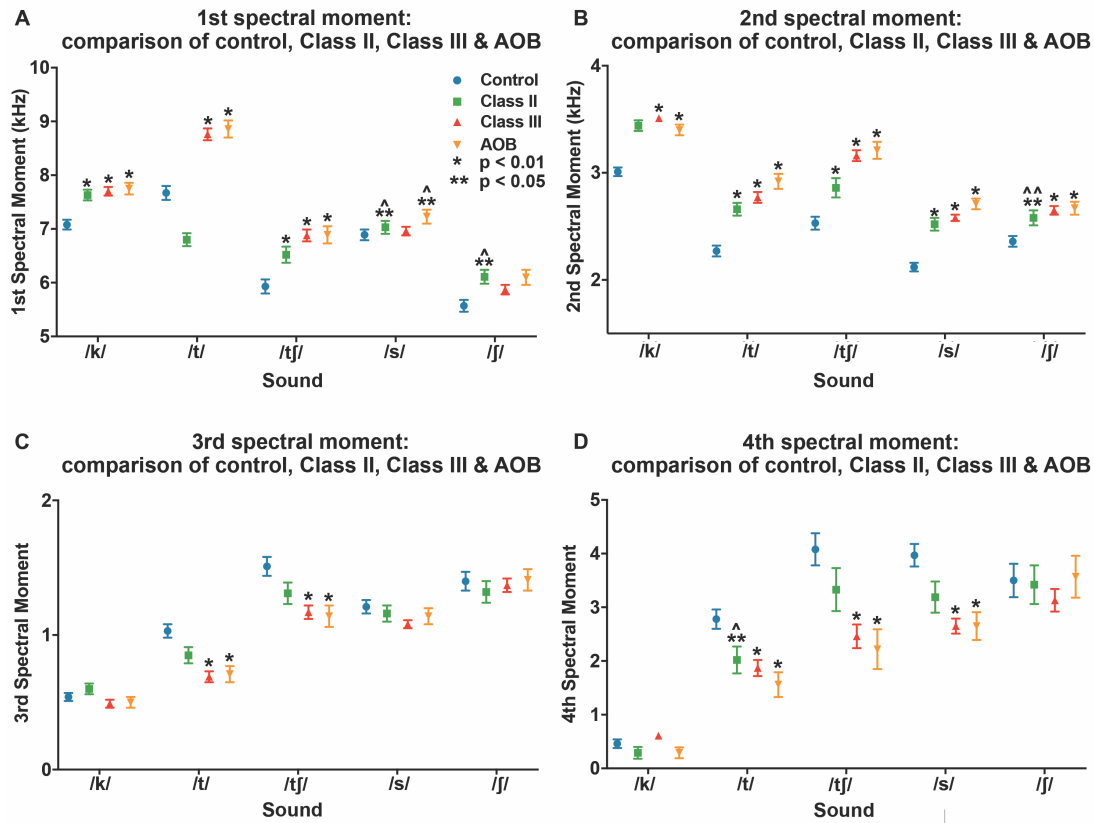 A
1st spectral moment:
comparison of control, Class II, Class III & AOB
10
9
8
7
6
5
1st Spectral Moment (kHz)
Control
Class II
Class III
AOB
* p < 0.01
** p < 0.05
* * *
* *
* * *
^ ^
** **
^
**
/k/ /t/ /tʃ/ /s/ /ʃ/
Sound
B
2nd spectral moment:
comparison of control, Class II, Class III & AOB
4
3
2
2nd Spectral Moment (kHz)
* *
* * *
* * *
* * *
^^
** * *
/k/ /t/ /tʃ/ /s/ /ʃ/
Sound
C
3rd spectral moment:
comparison of control, Class II, Class III & AOB
2
1
0
3rd Spectral Moment
* *
* *
/k/ /t/ /tʃ/ /s/ /ʃ/
Sound
D
4th spectral moment:
comparison of control, Class II, Class III & AOB
5
4
3
2
1
0
4th Spectral Moment
^
** * *
* *
* *
/k/ /t/ /tʃ/ /s/ /ʃ/
Sound